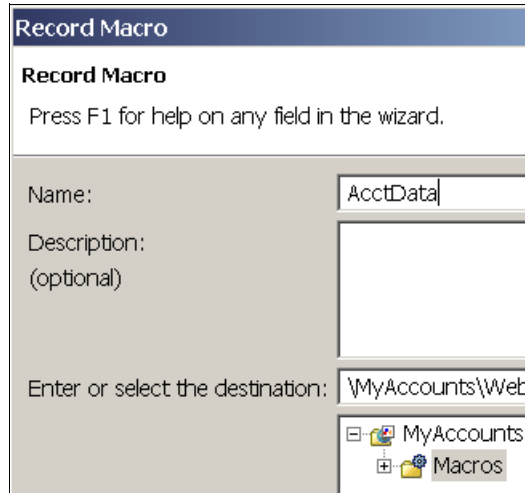 Record Macro
Record Macro
Press F1 for help on any field in the wizard.
Name: AcctData
Description:
(optional)
Enter or select the destination: \MyAccounts\Web
MyAccounts
Macros